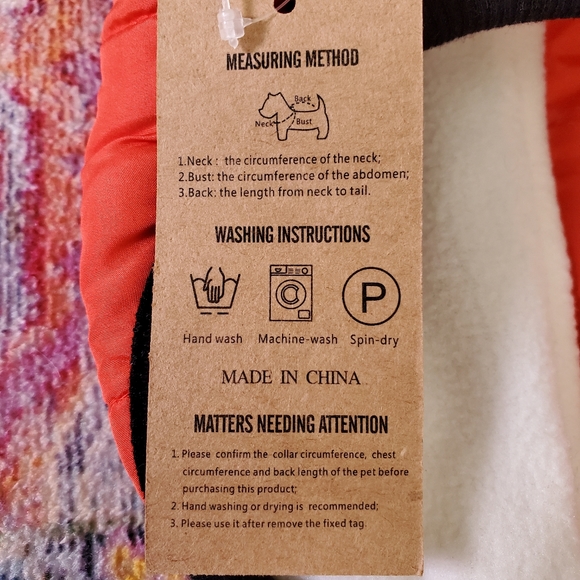 MEASURING METHOD
Back
Neck
Bust
1.Neck : the circumference of the neck;
2.Bust: the circumference of the abdomen;
3.Back: the length from neck to tail.
WASHING INSTRUCTIONS
P
Hand wash Machine-wash Spin-dry
MADE IN CHINA
MATTERS NEEDING ATTENTION
1. Please confirm the collar circumference, chest
circumference and back length of the pet before
purchasing this product;
2. Hand washing or drying is recommended;
3. Please use it after remove the fixed tag.